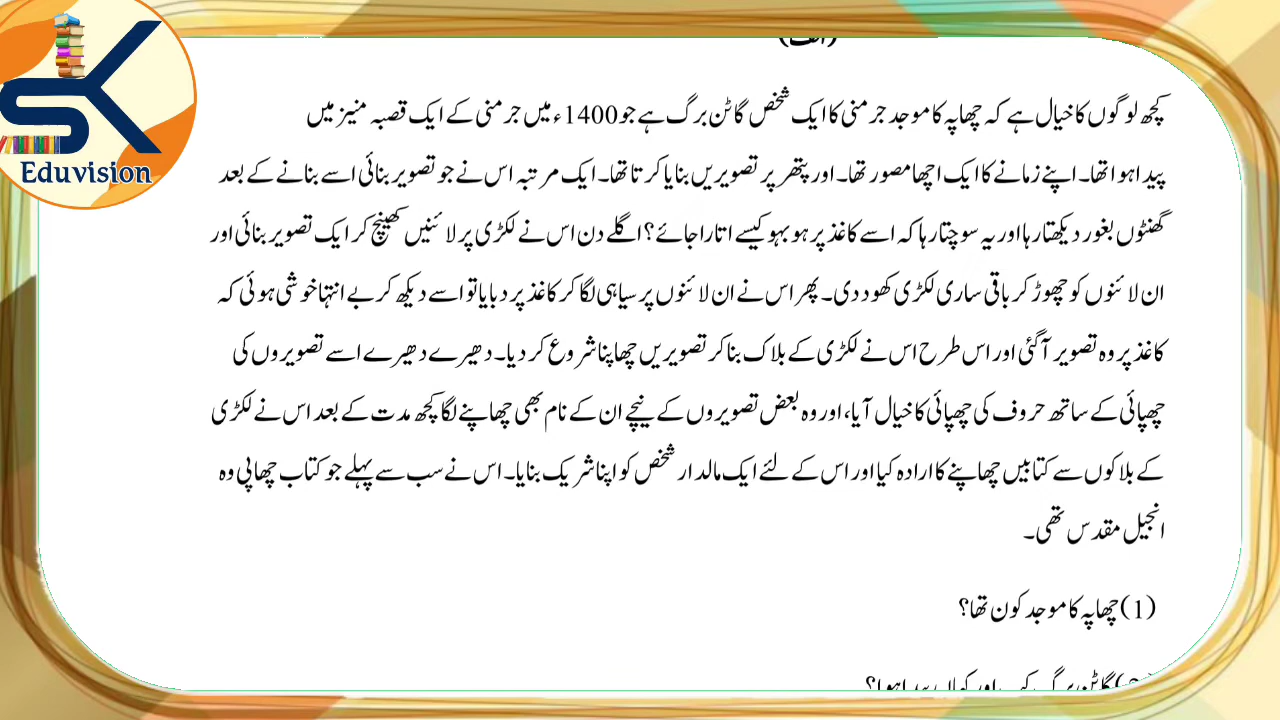 SK
Eduvision
(الف)
کچھ لوگوں کا خیال ہے کہ چھاپہ کا موجد جرمنی کا ایک شخص گاٹن برگ ہے جو 1400ء میں جرمنی کے ایک قصبہ منیز میں
پیدا ہوا تھا۔ اپنے زمانے کا ایک اچھا مصور تھا۔ اور پتھر پر تصویریں بنایا کرتا تھا۔ ایک مرتبہ اس نے جو تصویر بنائی اسے بنانے کے بعد
گھنٹوں بغور دیکھتا رہا اور یہ سوچتا رہا کہ اسے کاغذ پر ہو بہو کیسے اتارا جائے؟ اگلے دن اس نے لکڑی پر لائنیں کھینچ کر ایک تصویر بنائی اور
ان لائنوں کو چھوڑ کر باقی ساری لکڑی کھود دی۔ پھر اس نے ان لائنوں پر سیاہی لگا کر کاغذ پر دبایا تو اسے دیکھ کر بے انتہا خوشی ہوئی کہ
کاغذ پر وہ تصویر آ گئی اور اس طرح اس نے لکڑی کے بلاک بنا کر تصویریں چھاپنا شروع کر دیا۔ دھیرے دھیرے اسے تصویروں کی
چھپائی کے ساتھ حروف کی چھپائی کا خیال آیا، اور وہ بعض تصویروں کے نیچے ان کے نام بھی چھاپنے لگا کچھ مدت کے بعد اس نے لکڑی
کے بلاکوں سے کتابیں چھاپنے کا ارادہ کیا اور اس کے لئے ایک مالدار شخص کو اپنا شریک بنایا۔ اس نے سب سے پہلے جو کتاب چھاپی وہ
انجیل مقدس تھی۔
(1) چھاپہ کا موجد کون تھا؟
گاٹن برگ کب اور کہاں پیدا ہوا؟